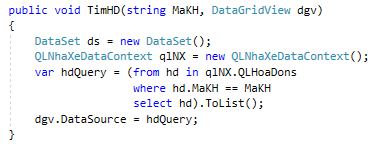 public void TimHD(string MaKH, DataGridView dgv)
{
DataSet ds = new DataSet();
QLNhaXeDataContext qlNX = new QLNhaXeDataContext();
var hdQuery = (from hd in qlNX.QLHoaDons
where hd.MaKH == MaKH
select hd).ToList();
dgv.DataSource = hdQuery;
}